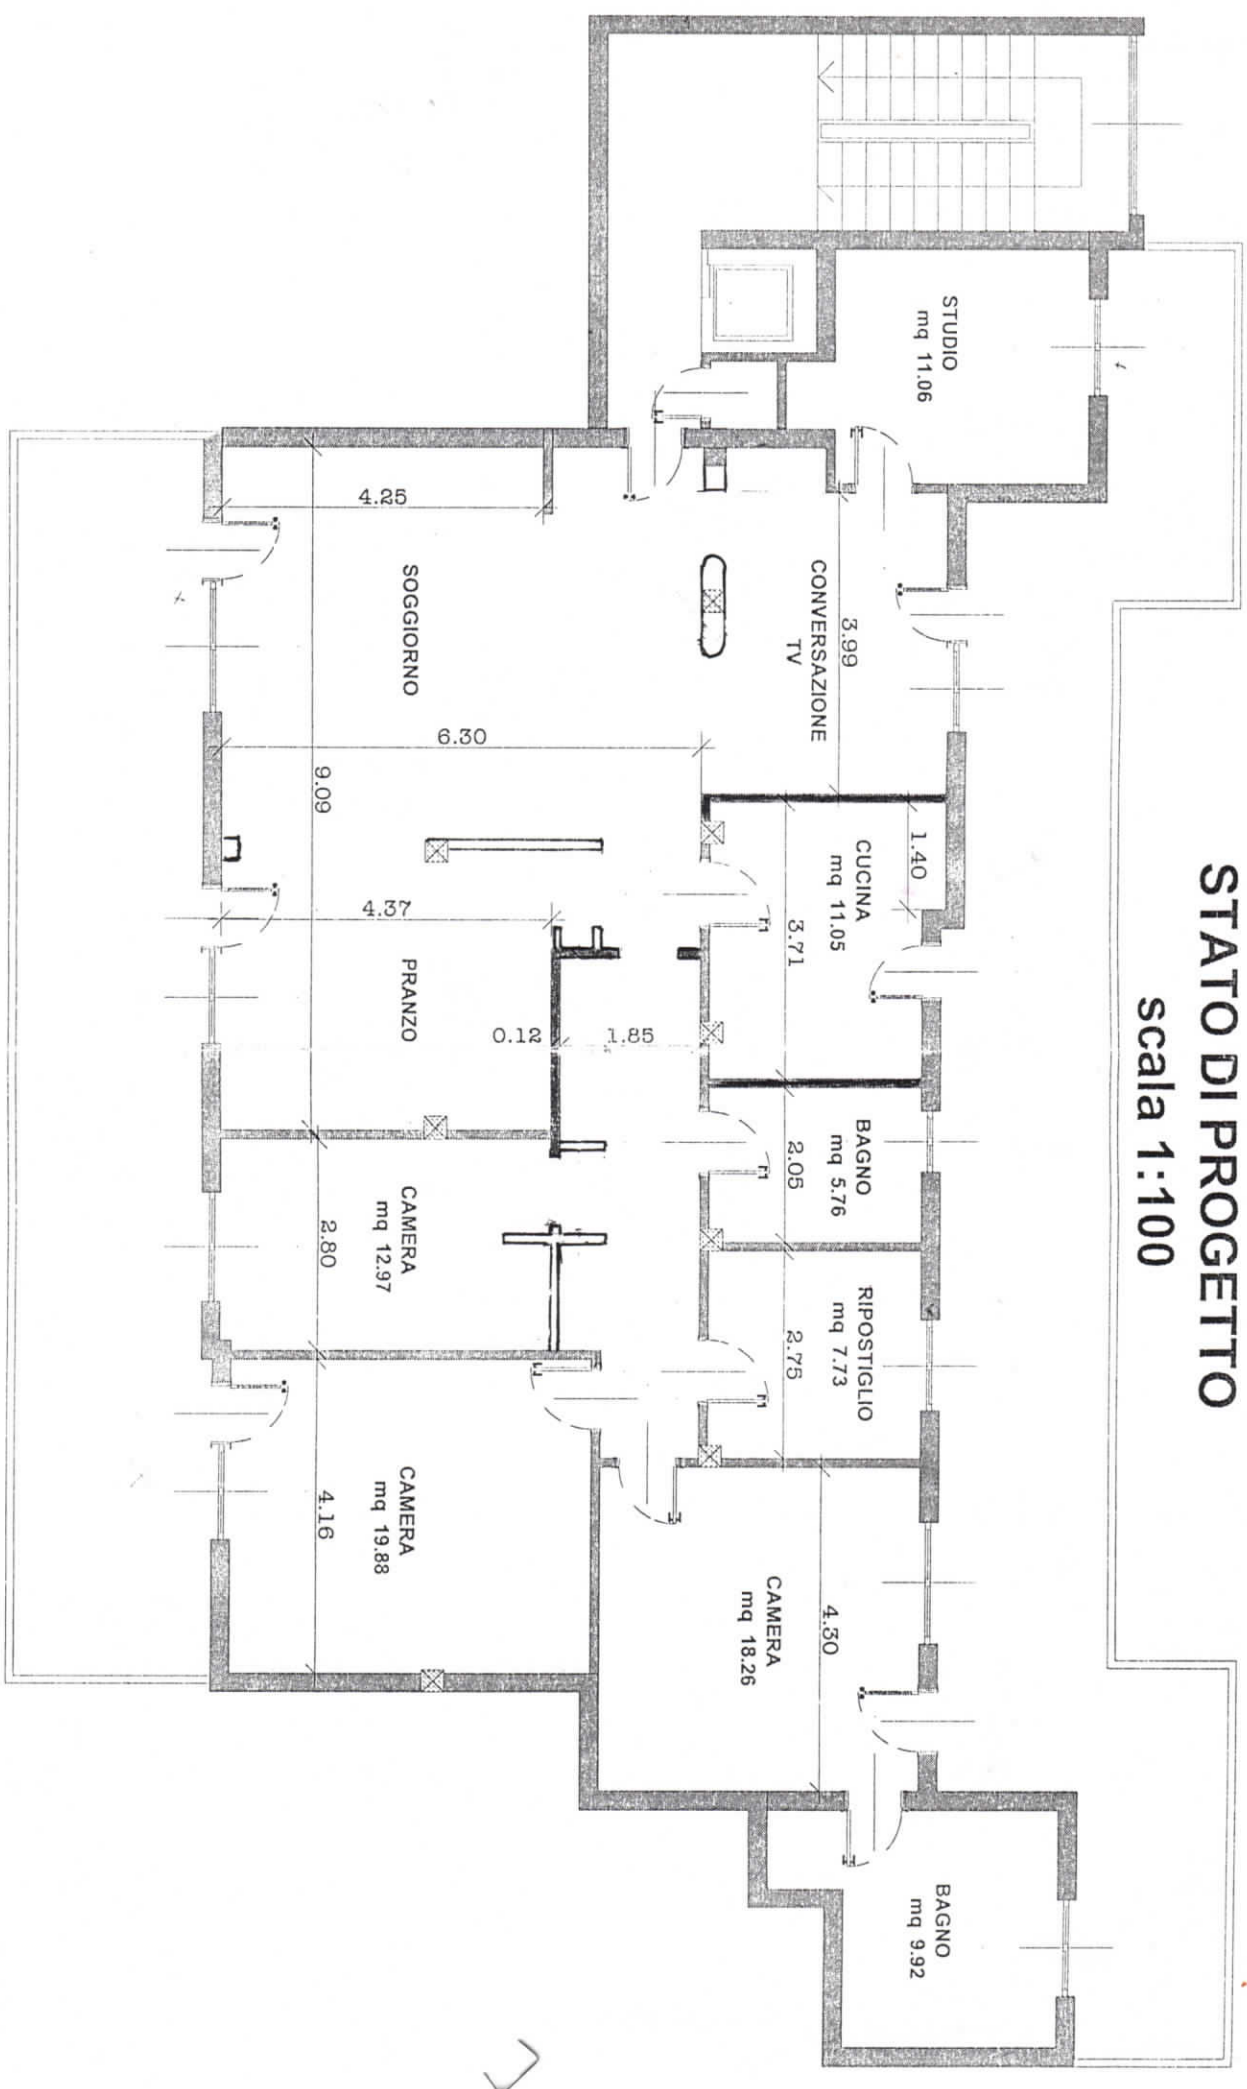 STATO DI PROGETTO
scala 1:100
STUDIO
mq 11.06
CONVERSAZIONE
TV
3.99
CUCINA
mq 11.05
1.40
3.71
BAGNO
mq 5.76
2.05
RIPOSTIGLIO
mq 7.73
2.75
CAMERA
mq 18.26
4.30
BAGNO
mq 9.92
4.25
SOGGIORNO
6.30
9.09
4.37
PRANZO
0.12
1.85
CAMERA
mq 12.97
2.80
CAMERA
mq 19.88
4.16